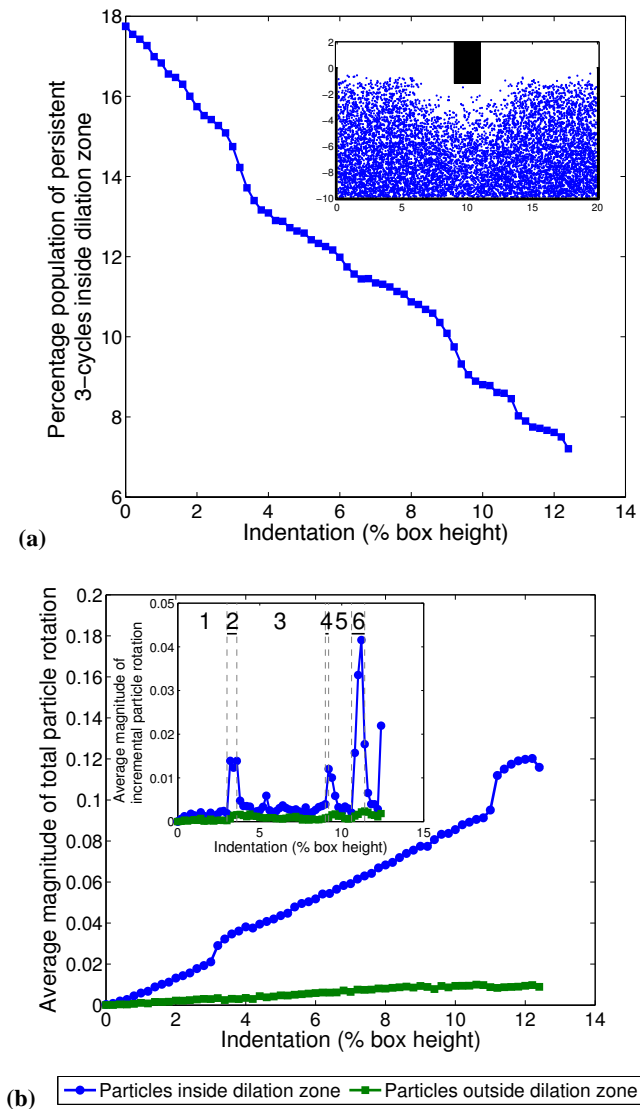 18
16
14
12
10
8
6
0 2 4 6 8 10 12 14
Percentage population of persistent
3−cycles inside dilation zone
Indentation (% box height)
2
0
−2
−4
−6
−8
−10
0 5 10 15 20
(a)
0.2
0.18
0.16
0.14
0.12
0.1
0.08
0.06
0.04
0.02
0
0 2 4 6 8 10 12 14
Average magnitude of total particle rotation
Indentation (% box height)
0.05
0.04
0.03
0.02
0.01
0
0 5 10 15
1 2 3 4 5 6
Average magnitude of
incremental particle rotation
Indentation (% box height)
(b)
Particles inside dilation zone Particles outside dilation zone